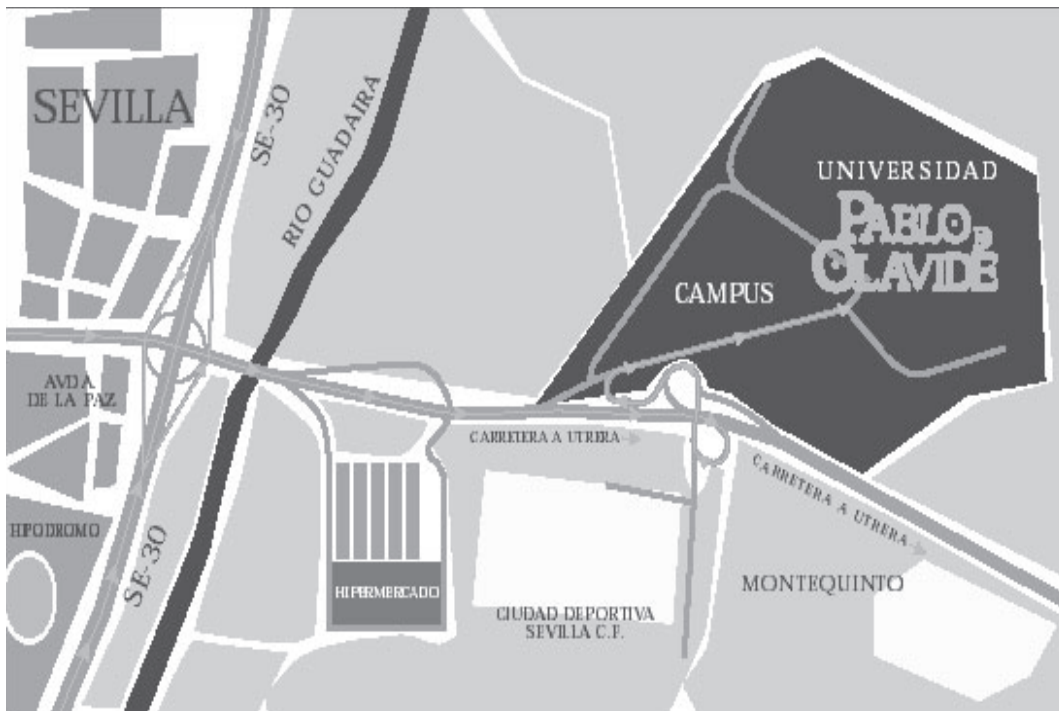 SEVILLA
SE-30
RIO GUADAIRA
UNIVERSIDAD
PABLO DE
OLAVIDE
CAMPUS
AVDA.
DE LA PAZ
CARRETERA A UTRERA
CARRETERA A UTRERA
HIPODROMO
SE-30
HIPERMERCADO
CIUDAD DEPORTIVA
SEVILLA C.F.
MONTEQUINTO